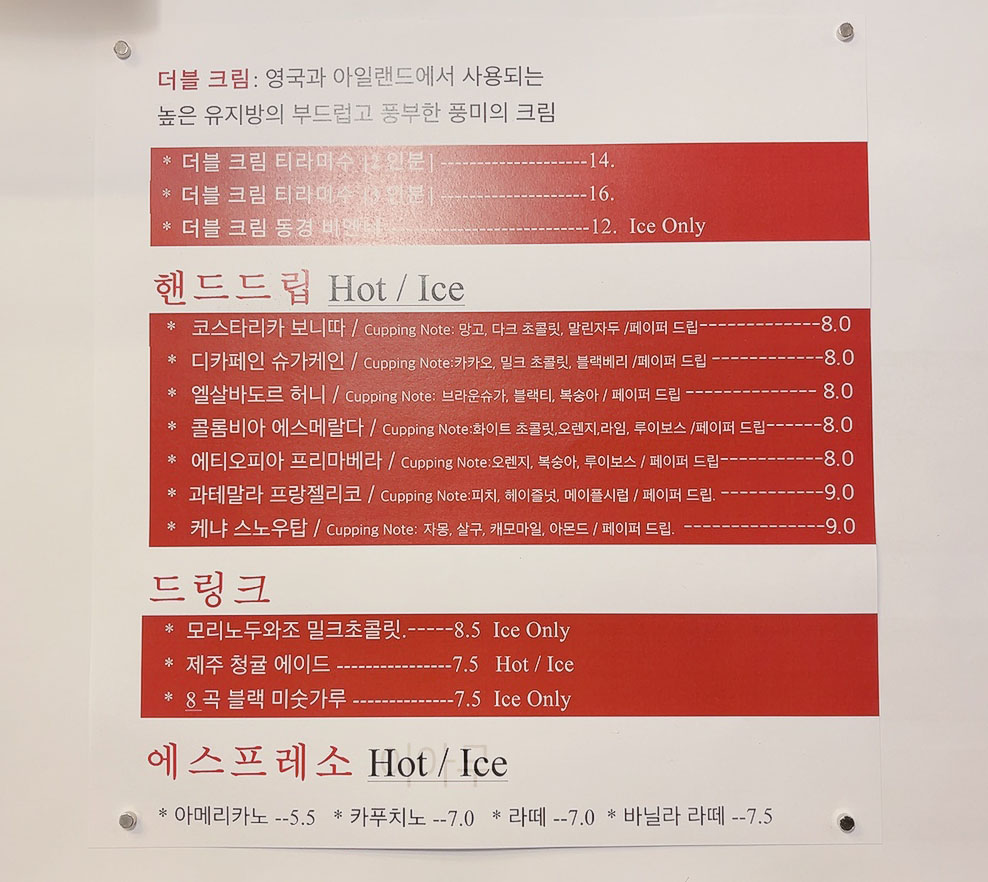 더블 크림: 영국과 아일랜드에서 사용되는
높은 유지방의 부드럽고 풍부한 풍미의 크림
* 더블 크림 티라미수 인분| --------------------14.
* 더블 크림 티라미수 인분| --------------------16.
* 더블 크림 동경 ----------------------------12. Ice Only
핸드드립 Hot / Ice
* 코스타리카 보니따 / Cupping Note: 망고, 다크 초콜릿, 말린자두 /페이퍼 드립-------------8.0
* 디카페인 슈가케인 / Cupping Note:카카오, 밀크 초콜릿, 블랙베리 /페이퍼 드립 ------------8.0
* 엘살바도르 허니 / Cupping Note: 브라운슈가, 블랙티, 복숭아 / 페이퍼 드립 -------------- 8.0
* 콜롬비아 에스메랄다 / Cupping Note:화이트 초콜릿,오렌지,라임, 루이보스 /페이퍼 드립------8.0
* 에티오피아 프리마베라 / Cupping Note:오렌지, 복숭아, 루이보스 / 페이퍼 드립-----------8.0
* 과테말라 프랑젤리코 / Cupping Note:피치, 헤이즐넛, 메이플시럽 / 페이퍼 드립. -----------9.0
* 케냐 스노우탑 / Cupping Note: 자몽, 살구, 캐모마일, 아몬드 / 페이퍼 드립. ---------------9.0
드링크
* 모리노두와조 밀크초콜릿.-----8.5 Ice Only
* 제주 청귤 에이드 ---------------7.5 Hot / Ice
* 8 곡 블랙 미숫가루 -------------7.5 Ice Only
에스프레소 Hot / Ice
* 아메리카노 --5.5 * 카푸치노 --7.0 * 라떼 --7.0 * 바닐라 라떼 --7.5